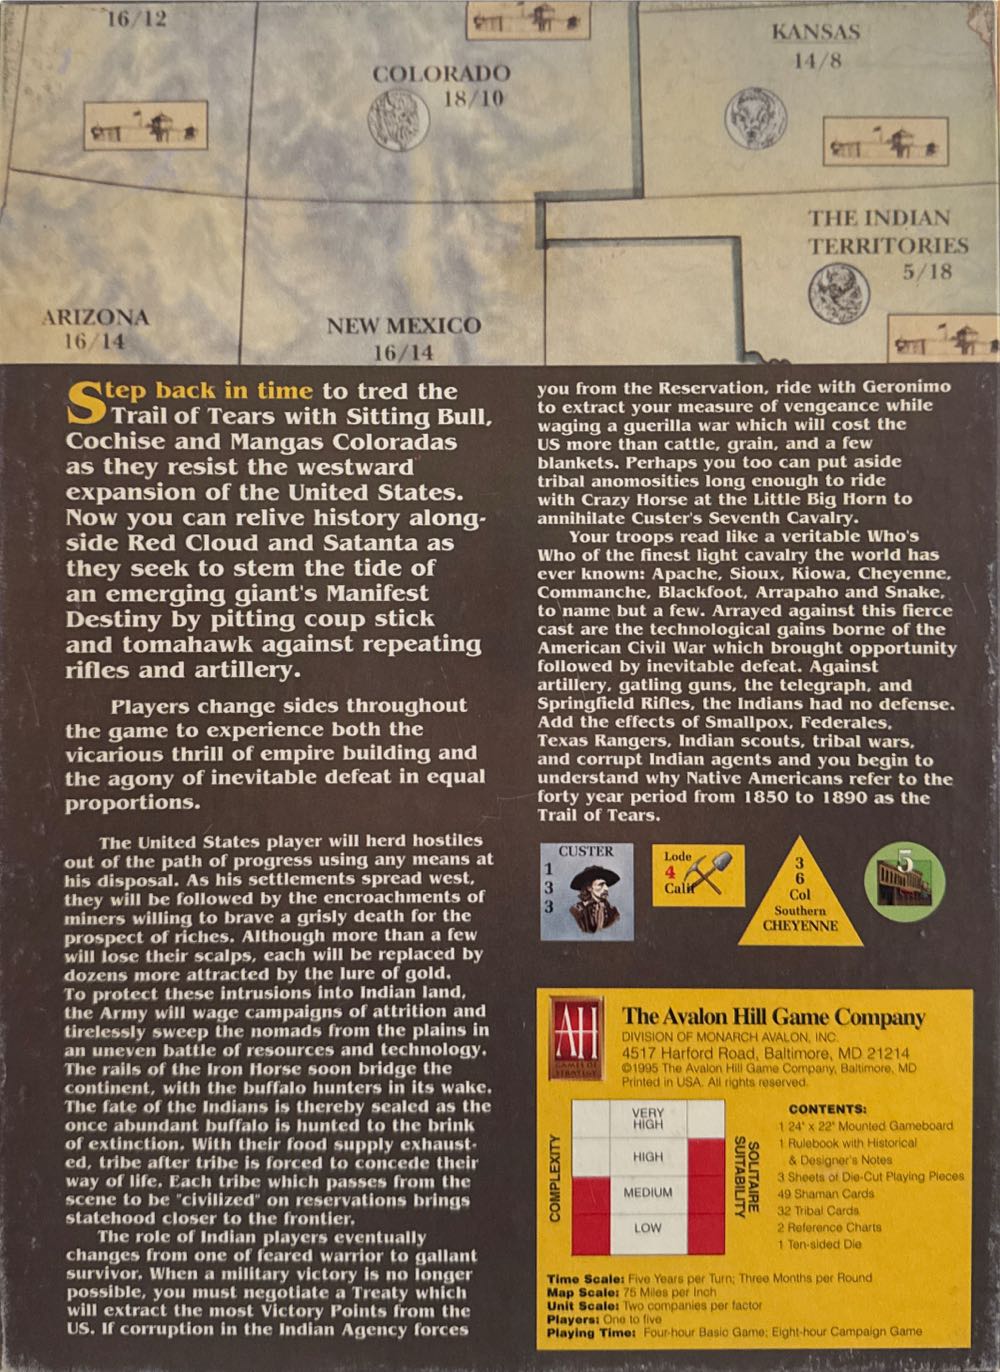 16/12
COLORADO
18/10
KANSAS
14/8
THE INDIAN
TERRITORIES
5/18
ARIZONA
16/14
NEW MEXICO
16/14
Step back in time to tred the
Trail of Tears with Sitting Bull,
Cochise and Mangas Coloradas
as they resist the westward
expansion of the United States.
Now you can relive history along-
side Red Cloud and Satanta as
they seek to stem the tide of
an emerging giant's Manifest
Destiny by pitting coup stick
and tomahawk against repeating
rifles and artillery.
Players change sides throughout
the game to experience both the
vicarious thrill of empire building and
the agony of inevitable defeat in equal
proportions.
The United States player will herd hostiles
out of the path of progress using any means at
his disposal. As his settlements spread west,
they will be followed by the encroachments of
miners willing to brave a grisly death for the
prospect of riches. Although more than a few
will lose their scalps, each will be replaced by
dozens more attracted by the lure of gold.
To protect these intrusions into Indian land,
the Army will wage campaigns of attrition and
tirelessly sweep the nomads from the plains in
an uneven battle of resources and technology.
The rails of the Iron Horse soon bridge the
continent, with the buffalo hunters in its wake.
The fate of the Indians is thereby sealed as the
once abundant buffalo is hunted to the brink
of extinction. With their food supply exhaust-
ed, tribe after tribe is forced to concede their
way of life. Each tribe which passes from the
scene to be "civilized" on reservations brings
statehood closer to the frontier.
The role of Indian players eventually
changes from one of feared warrior to gallant
survivor. When a military victory is no longer
possible, you must negotiate a Treaty which
will extract the most Victory Points from the
US. If corruption in the Indian Agency forces
you from the Reservation, ride with Geronimo
to extract your measure of vengeance while
waging a guerilla war which will cost the
US more than cattle, grain, and a few
blankets. Perhaps you too can put aside
tribal anomosities long enough to ride
with Crazy Horse at the Little Big Horn to
annihilate Custer's Seventh Cavalry.
Your troops read like a veritable Who's
Who of the finest light cavalry the world has
ever known: Apache, Sioux, Kiowa, Cheyenne,
Commanche, Blackfoot, Arrapaho and Snake,
to name but a few. Arrayed against this fierce
cast are the technological gains borne of the
American Civil War which brought opportunity
followed by inevitable defeat. Against
artillery, gatling guns, the telegraph, and
Springfield Rifles, the Indians had no defense.
Add the effects of Smallpox, Federales,
Texas Rangers, Indian scouts, tribal wars,
and corrupt Indian agents and you begin to
understand why Native Americans refer to the
forty year period from 1850 to 1890 as the
Trail of Tears.
CUSTER
1
3
3
Lode
4
Calif
3
6
Col
Southern
CHEYENNE
5
AH
GAMES OF
STRATEGY
The Avalon Hill Game Company
DIVISION OF MONARCH AVALON, INC.
4517 Harford Road, Baltimore, MD 21214
©1995 The Avalon Hill Game Company, Baltimore, MD
Printed in USA. All rights reserved.
COMPLEXITY
VERY
HIGH
HIGH
MEDIUM
LOW
SOLITAIRE
SUITABILITY
CONTENTS:
1 24" x 22" Mounted Gameboard
1 Rulebook with Historical
& Designer's Notes
3 Sheets of Die-Cut Playing Pieces
49 Shaman Cards
32 Tribal Cards
2 Reference Charts
1 Ten-sided Die
Time Scale: Five Years per Turn; Three Months per Round
Map Scale: 75 Miles per Inch
Unit Scale: Two companies per factor
Players: One to five
Playing Time: Four-hour Basic Game; Eight-hour Campaign Game